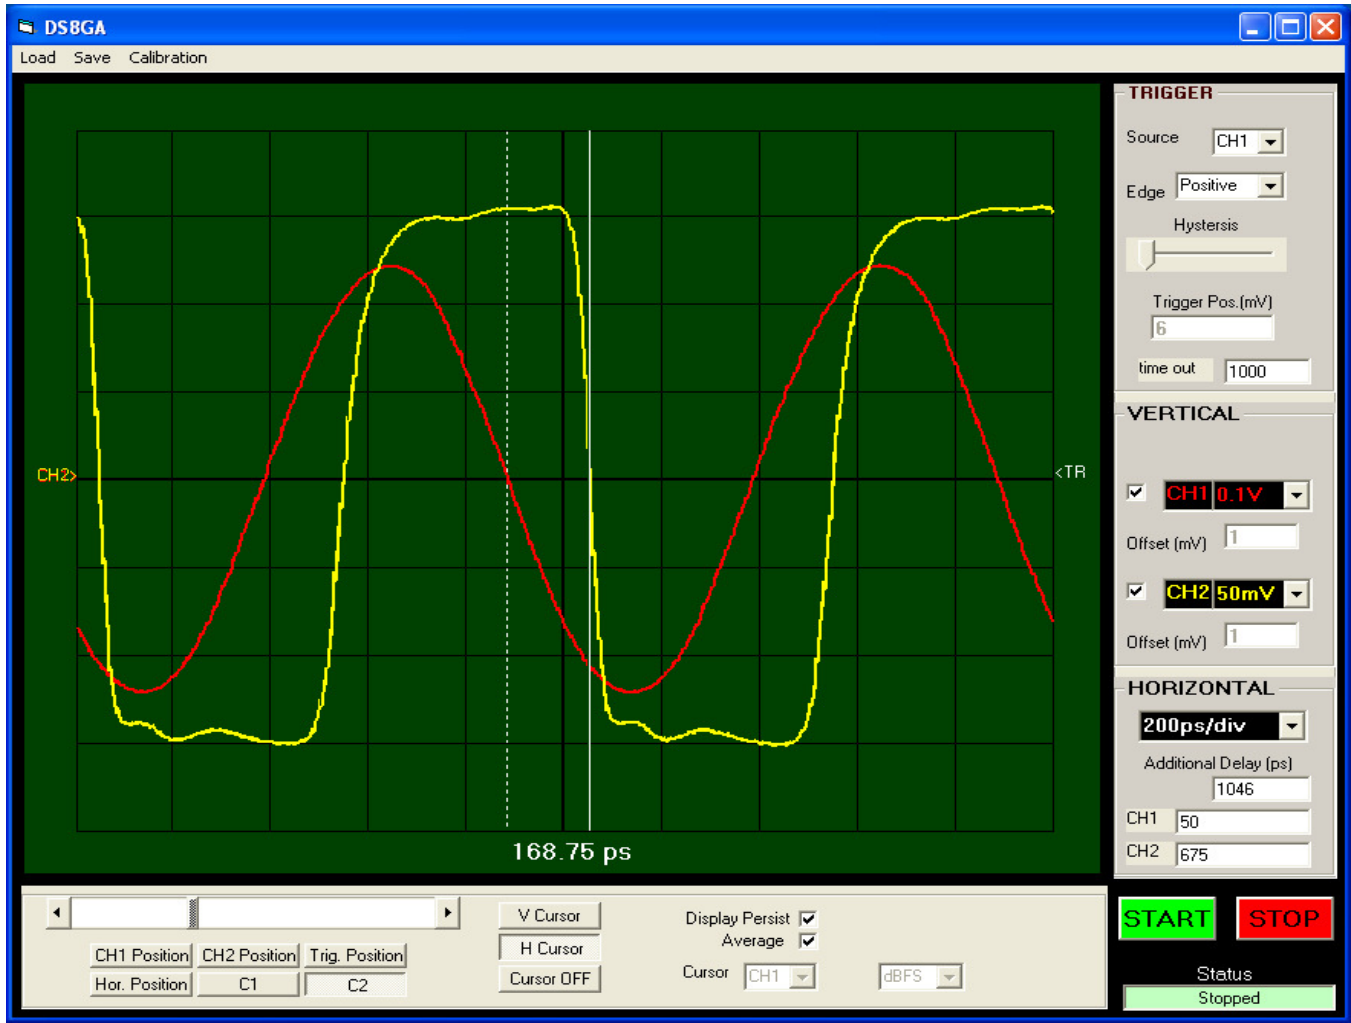 DS8GA
Load Save Calibration
TRIGGER
Source CH1
Edge Positive
Hystersis
Trigger Pos.(mV)
6
time out 1000
VERTICAL
CH2>
<TR
CH1 0.1V
Offset (mV) 1
CH2 50mV
Offset (mV) 1
HORIZONTAL
200ps/div
Additional Delay (ps)
1046
CH1 50
CH2 675
168.75 ps
V Cursor
H Cursor
Cursor OFF
CH1 Position CH2 Position Trig. Position
Hor. Position C1 C2
Display Persist
Average
Cursor CH1 dBFS
START STOP
Status
Stopped